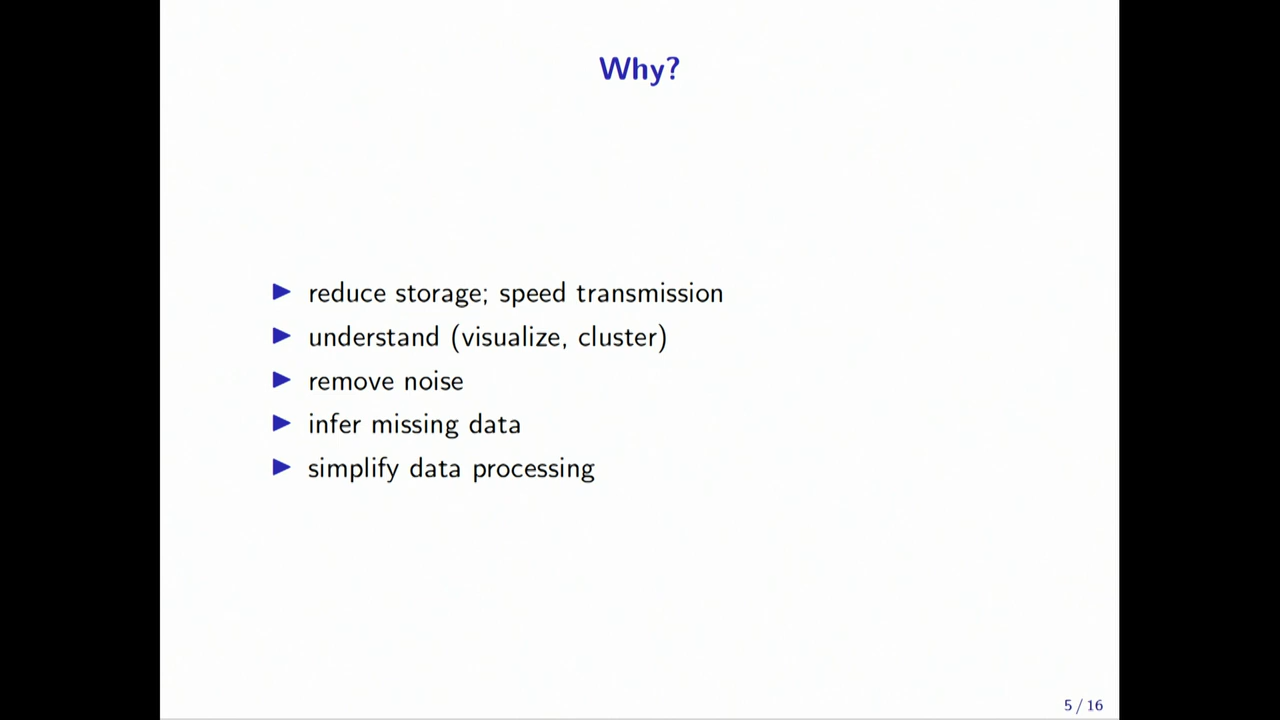 Why?
▶ reduce storage; speed transmission
▶ understand (visualize, cluster)
▶ remove noise
▶ infer missing data
▶ simplify data processing
5 / 16